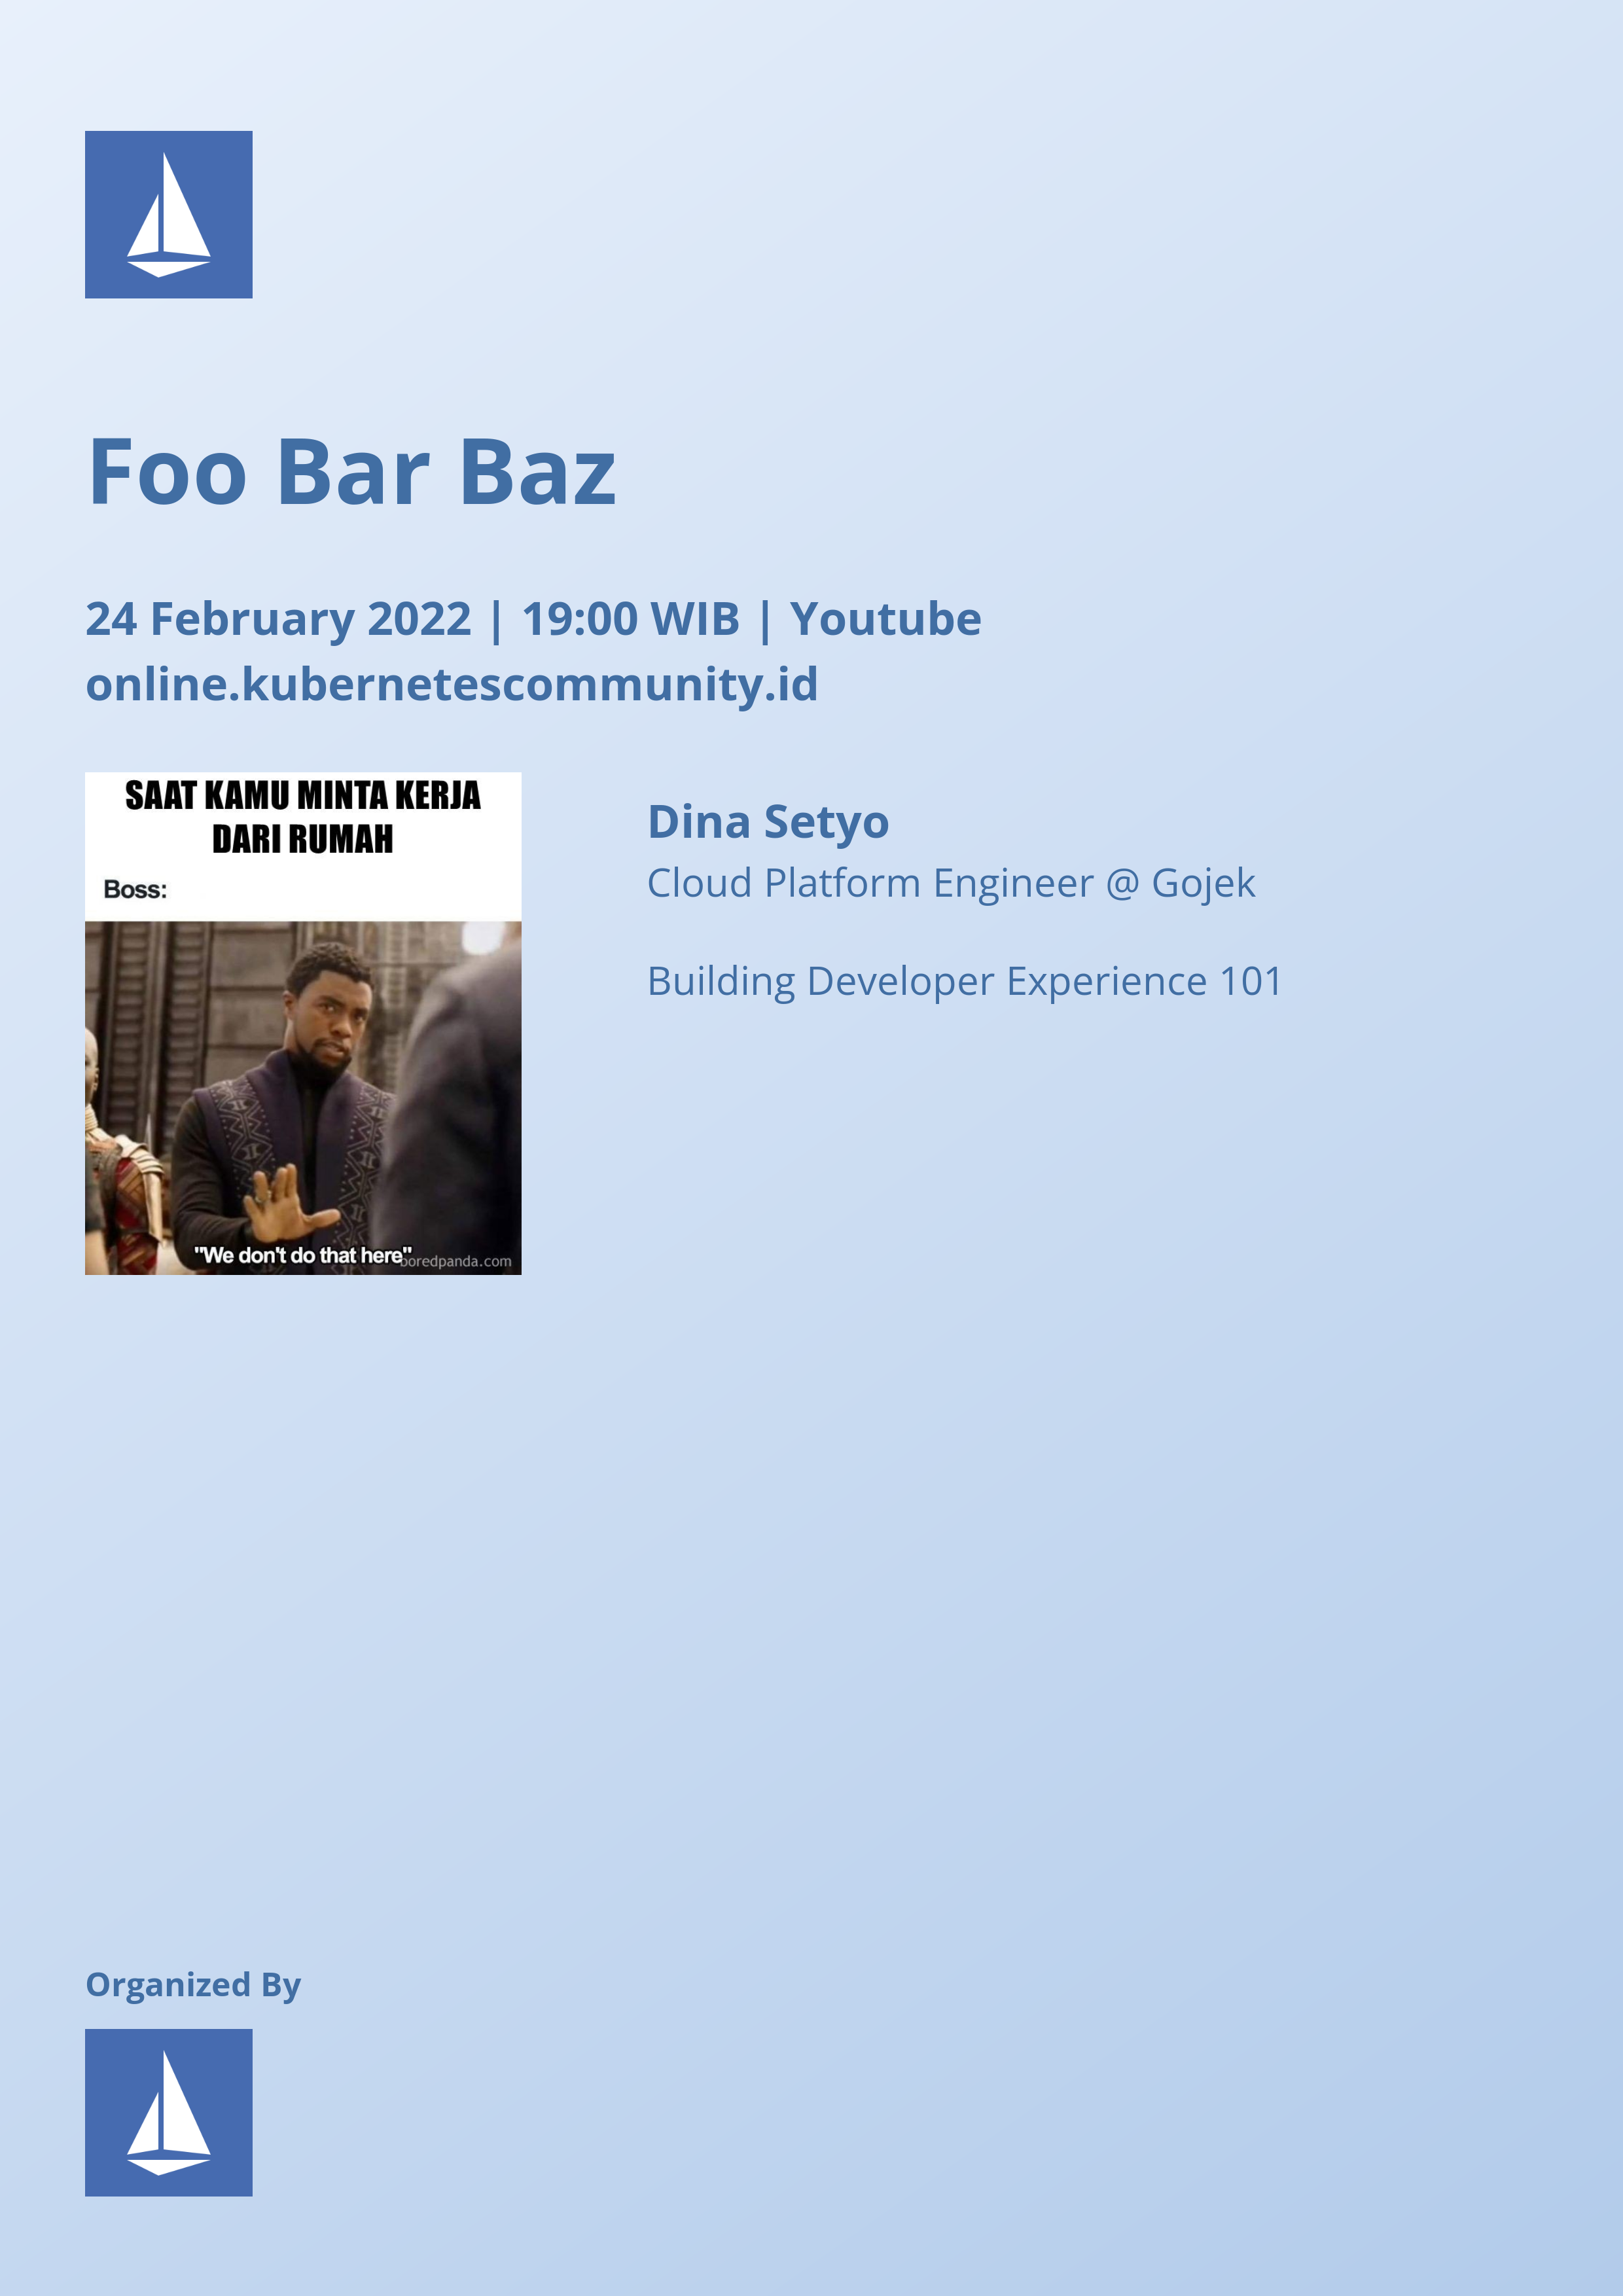 Foo Bar Baz
24 February 2022 | 19:00 WIB | Youtube
online.kubernetescommunity.id
SAAT KAMU MINTA KERJA
DARI RUMAH
Boss:
"We don't do that here"
boredpanda.com
Dina Setyo
Cloud Platform Engineer @ Gojek
Building Developer Experience 101
Organized By